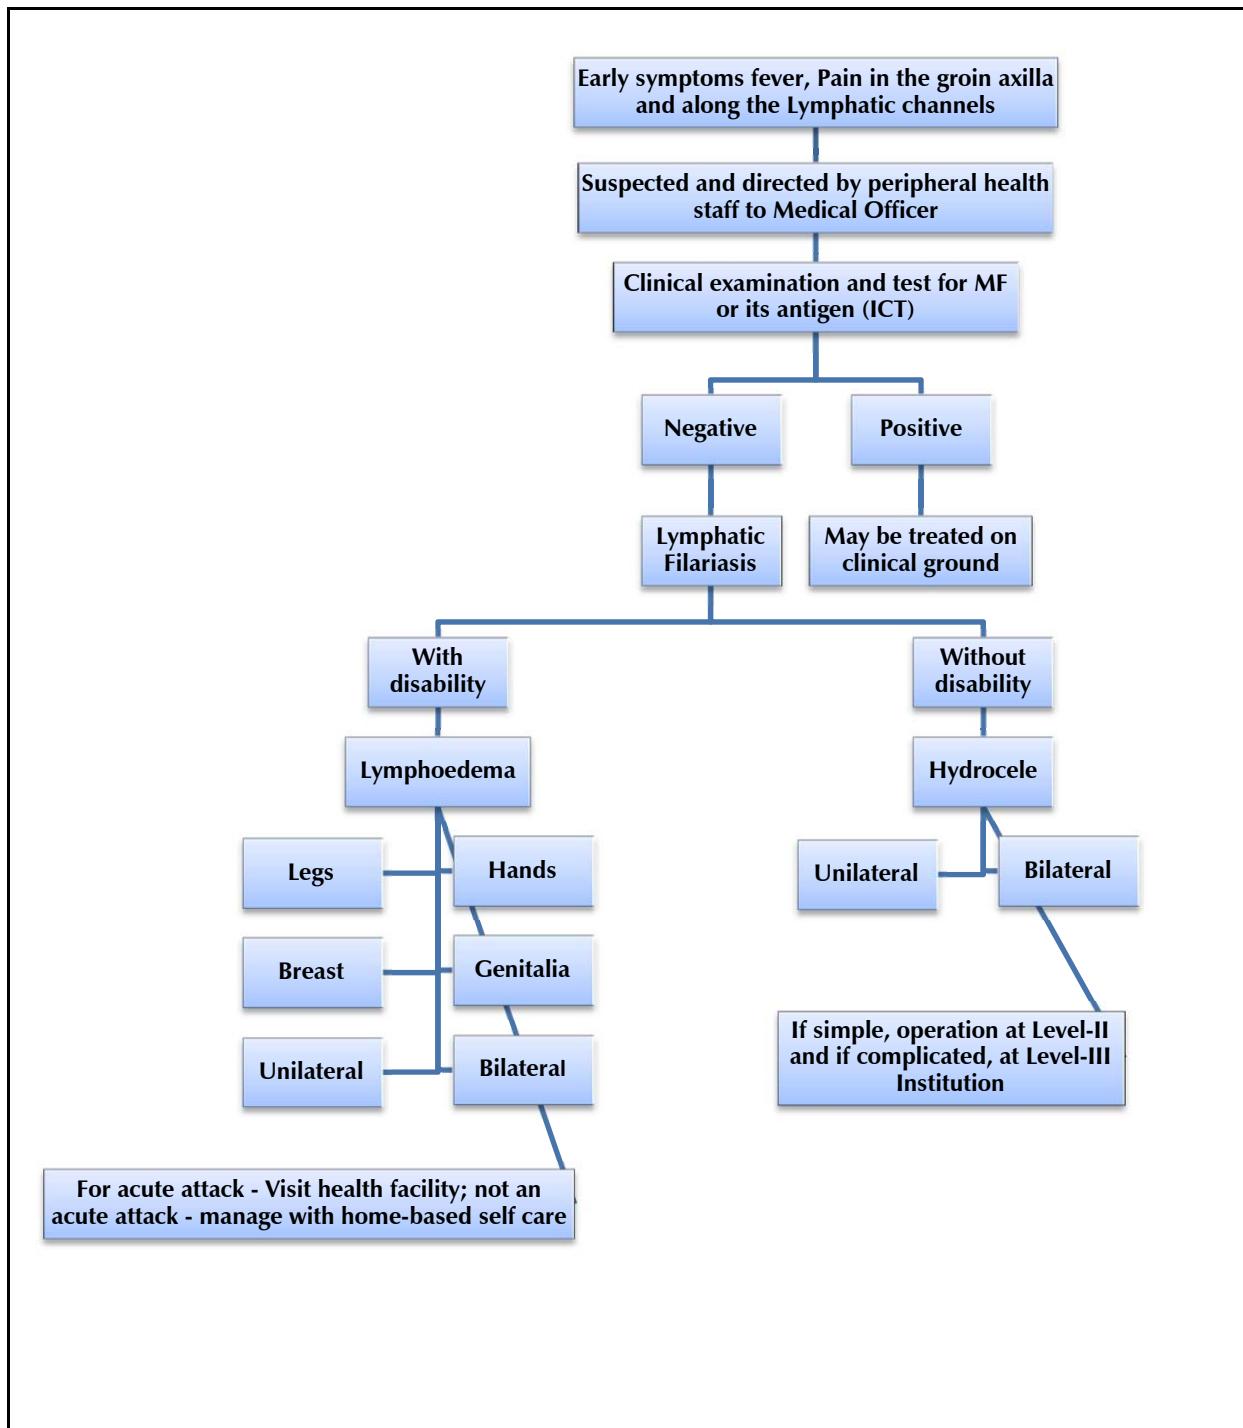 Early symptoms fever, Pain in the groin axilla
and along the Lymphatic channels
Suspected and directed by peripheral health
staff to Medical Officer
Clinical examination and test for MF
or its antigen (ICT)
Negative
Positive
Lymphatic
Filariasis
May be treated on
clinical ground
With
disability
Without
disability
Lymphoedema
Hydrocele
Legs
Hands
Unilateral
Bilateral
Breast
Genitalia
If simple, operation at Level-II
and if complicated, at Level-III
Institution
Unilateral
Bilateral
For acute attack - Visit health facility; not an
acute attack - manage with home-based self care